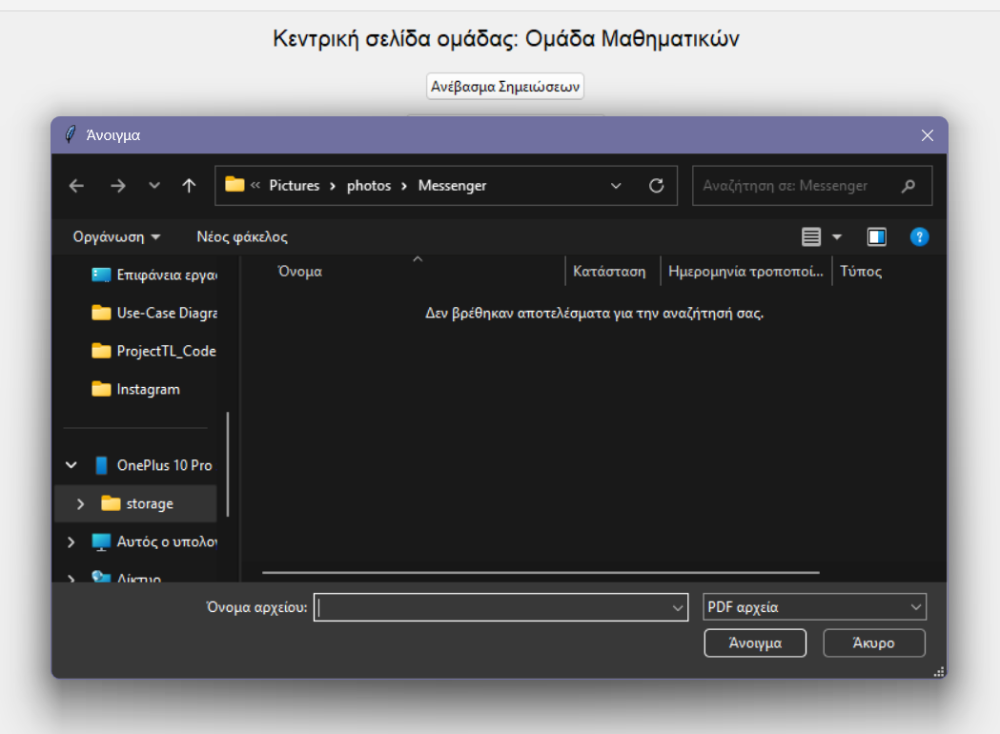 Κεντρική σελίδα ομάδας: Ομάδα Μαθηματικών
Ανέβασμα Σημειώσεων
Άνοιγμα
« Pictures › photos › Messenger
Αναζήτηση σε: Messenger
Οργάνωση
Νέος φάκελος
?
Επιφάνεια εργα
Use-Case Diagra
ProjectTL_Code
Instagram
OnePlus 10 Pro
storage
Αυτός ο υπολογ
Δίκτυο
Όνομα
Κατάσταση
Ημερομηνία τροποποί...
Τύπος
Δεν βρέθηκαν αποτελέσματα για την αναζήτησή σας.
Όνομα αρχείου:
PDF αρχεία
Άνοιγμα
Άκυρο